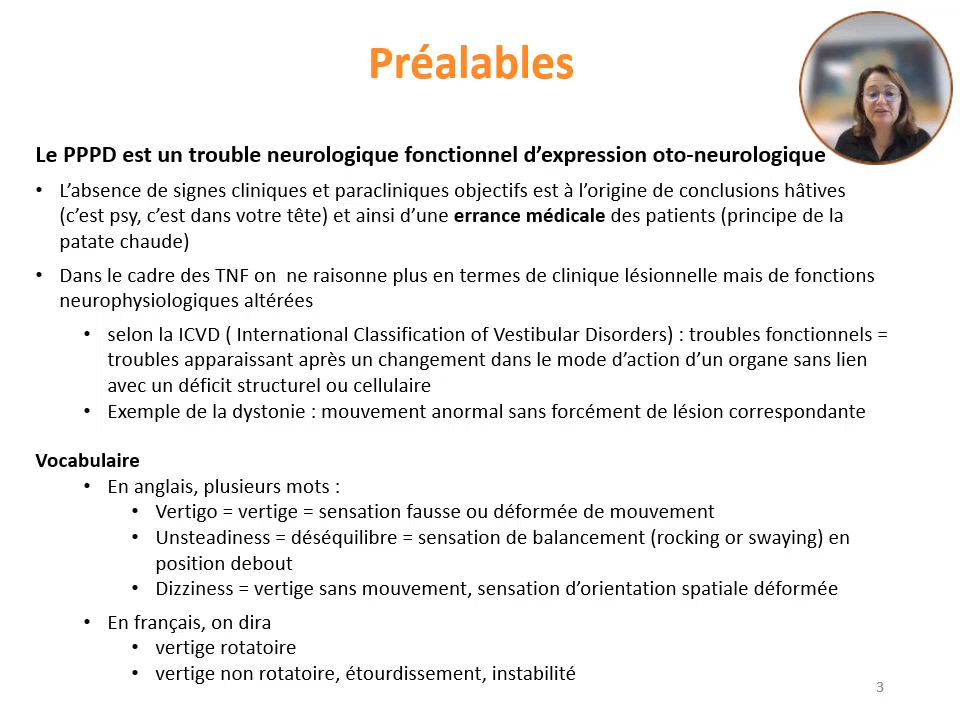 Préalables
Le PPPD est un trouble neurologique fonctionnel d’expression oto-neurologique
• L’absence de signes cliniques et paracliniques objectifs est à l’origine de conclusions hâtives
(c’est psy, c’est dans votre tête) et ainsi d’une errance médicale des patients (principe de la
patate chaude)
• Dans le cadre des TNF on  ne raisonne plus en termes de clinique lésionnelle mais de fonctions
neurophysiologiques altérées
• selon la ICVD ( International Classification of Vestibular Disorders) : troubles fonctionnels =
troubles apparaissant après un changement dans le mode d’action d’un organe sans lien
avec un déficit structurel ou cellulaire
• Exemple de la dystonie : mouvement anormal sans forcément de lésion correspondante
Vocabulaire
• En anglais, plusieurs mots :
• Vertigo = vertige = sensation fausse ou déformée de mouvement
• Unsteadiness = déséquilibre = sensation de balancement (rocking or swaying) en
position debout
• Dizziness = vertige sans mouvement, sensation d’orientation spatiale déformée
• En français, on dira
• vertige rotatoire
• vertige non rotatoire, étourdissement, instabilité
3